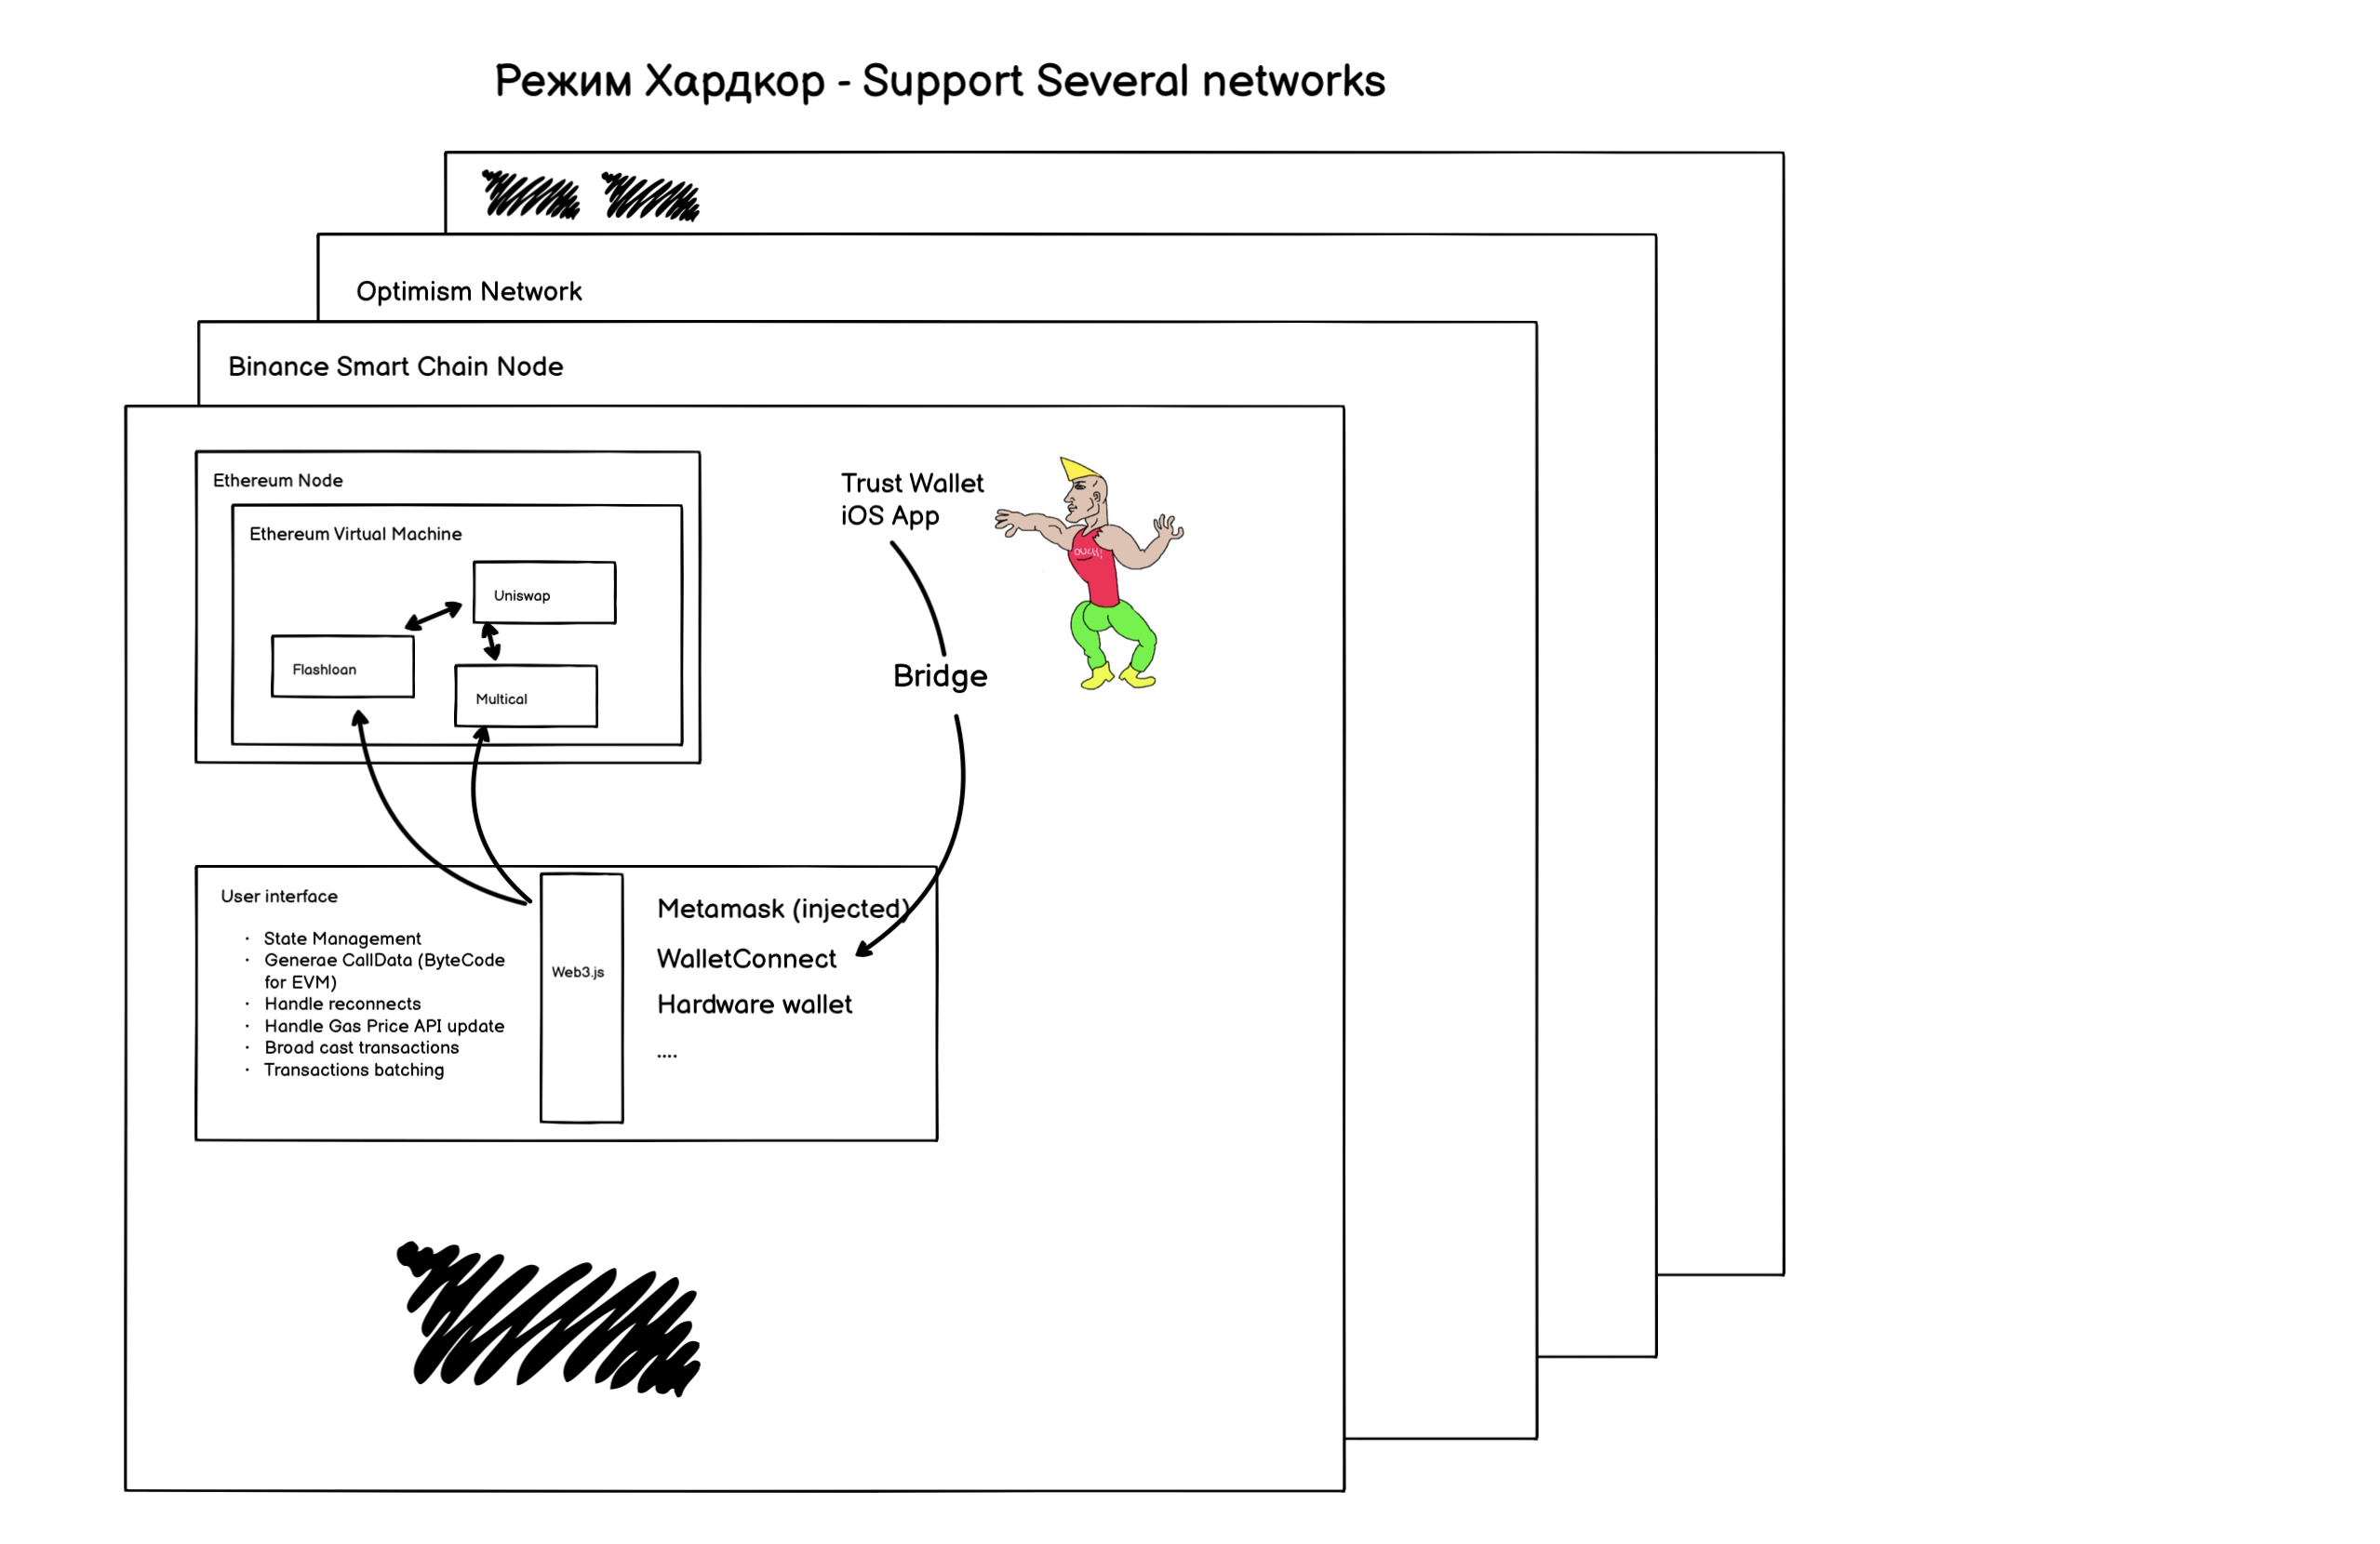 Режим Хардкор - Support Several networks
Optimism Network
Binance Smart Chain Node
Ethereum Node
Ethereum Virtual Machine
Uniswap
Flashloan
Multical
Trust Wallet
iOS App
OUCH!
Bridge
User interface
· State Management
· Generae CallData (ByteCode
for EVM)
· Handle reconnects
· Handle Gas Price API update
· Broad cast transactions
· Transactions batching
Web3.js
Metamask (injected)
WalletConnect
Hardware wallet
....